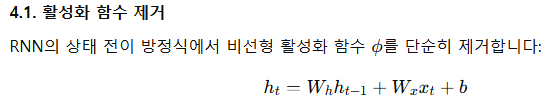 4.1. 활성화 함수 제거
RNN의 상태 전이 방정식에서 비선형 활성화 함수 ϕ를 단순히 제거합니다:
h_t = W_h h_{t−1} + W_x x_t + b